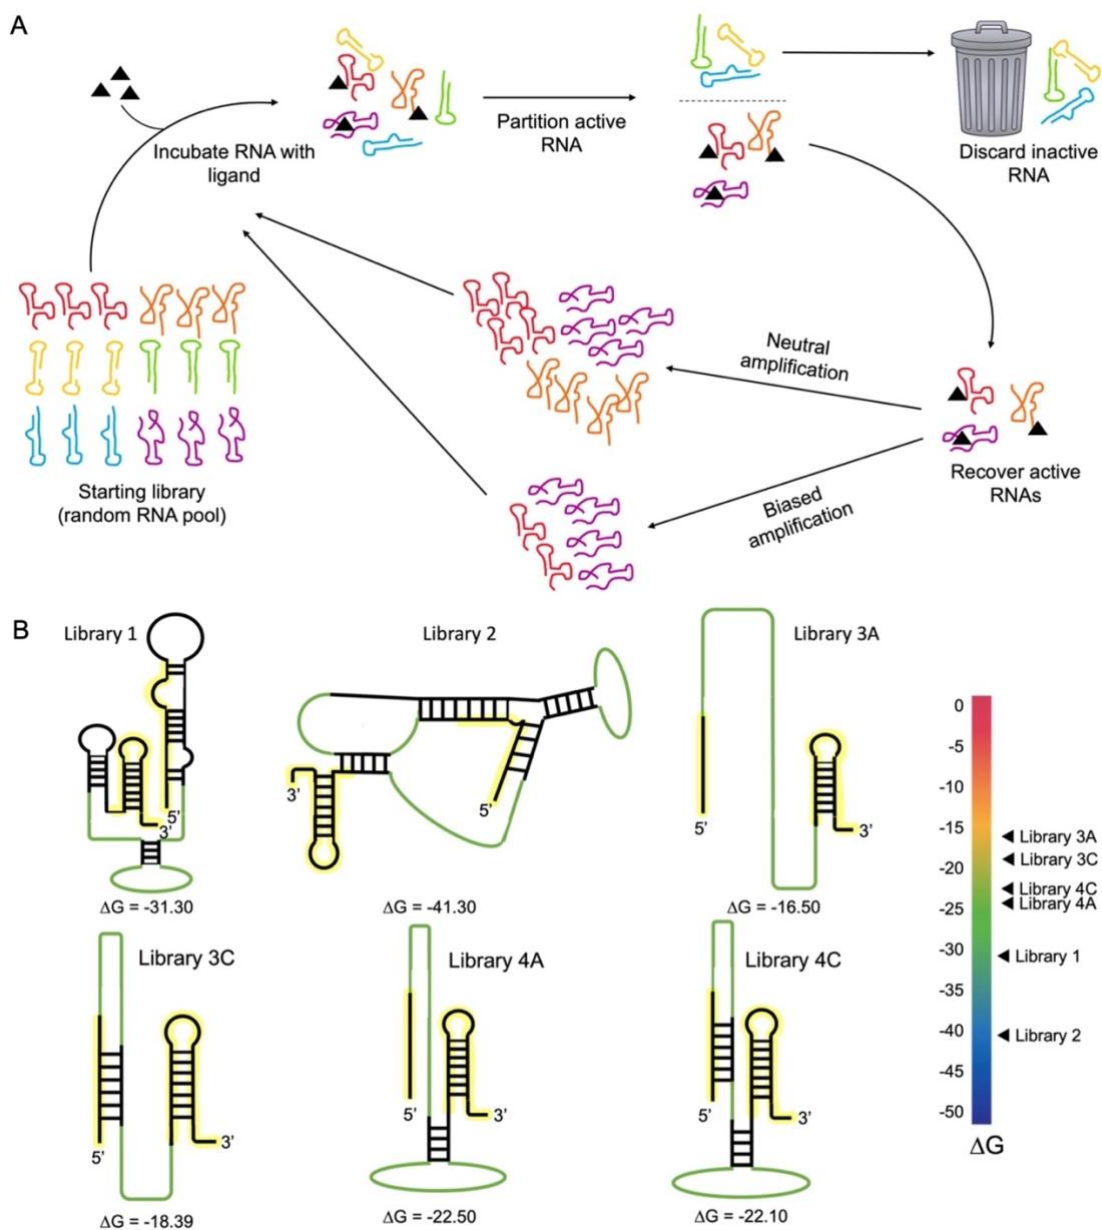 A
Incubate RNA with
ligand
Partition active
RNA
Discard inactive
RNA
Starting library
(random RNA pool)
Neutral
amplification
Biased
amplification
Recover active
RNAs
B
Library 1
3'
5'
ΔG = -31.30
Library 2
3'
5'
ΔG = -41.30
Library 3A
5'
3'
ΔG = -16.50
Library 3C
5'
3'
ΔG = -18.39
Library 4A
5'
3'
ΔG = -22.50
Library 4C
5'
3'
ΔG = -22.10
0
-5
-10
-15
-20
-25
-30
-35
-40
-45
-50
ΔG
Library 3A
Library 3C
Library 4C
Library 4A
Library 1
Library 2